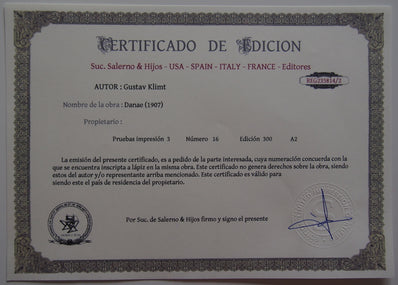 CERTIFICADO DE EDICION
Suc. Salerno & Hijos - USA - SPAIN - ITALY - FRANCE - Editores
REG235814/1
AUTOR : Gustav Klimt
Nombre de la obra : Danae (1907)
Propietario :
Pruebas impresión 3 Número 16 Edición 300 A2
La emisión del presente certificado, es a pedido de la parte interesada, cuya numeración concuerda con la
que se encuentra inscripta a lápiz en la misma obra. Este certificado no genera derechos sobre la obra, siendo
estos del autor y/o representante arriba mencionado. Este certificado es válido para
siendo este el país de residencia del propietario.
Por Suc. de Salerno & Hijos firmo y signo el presente